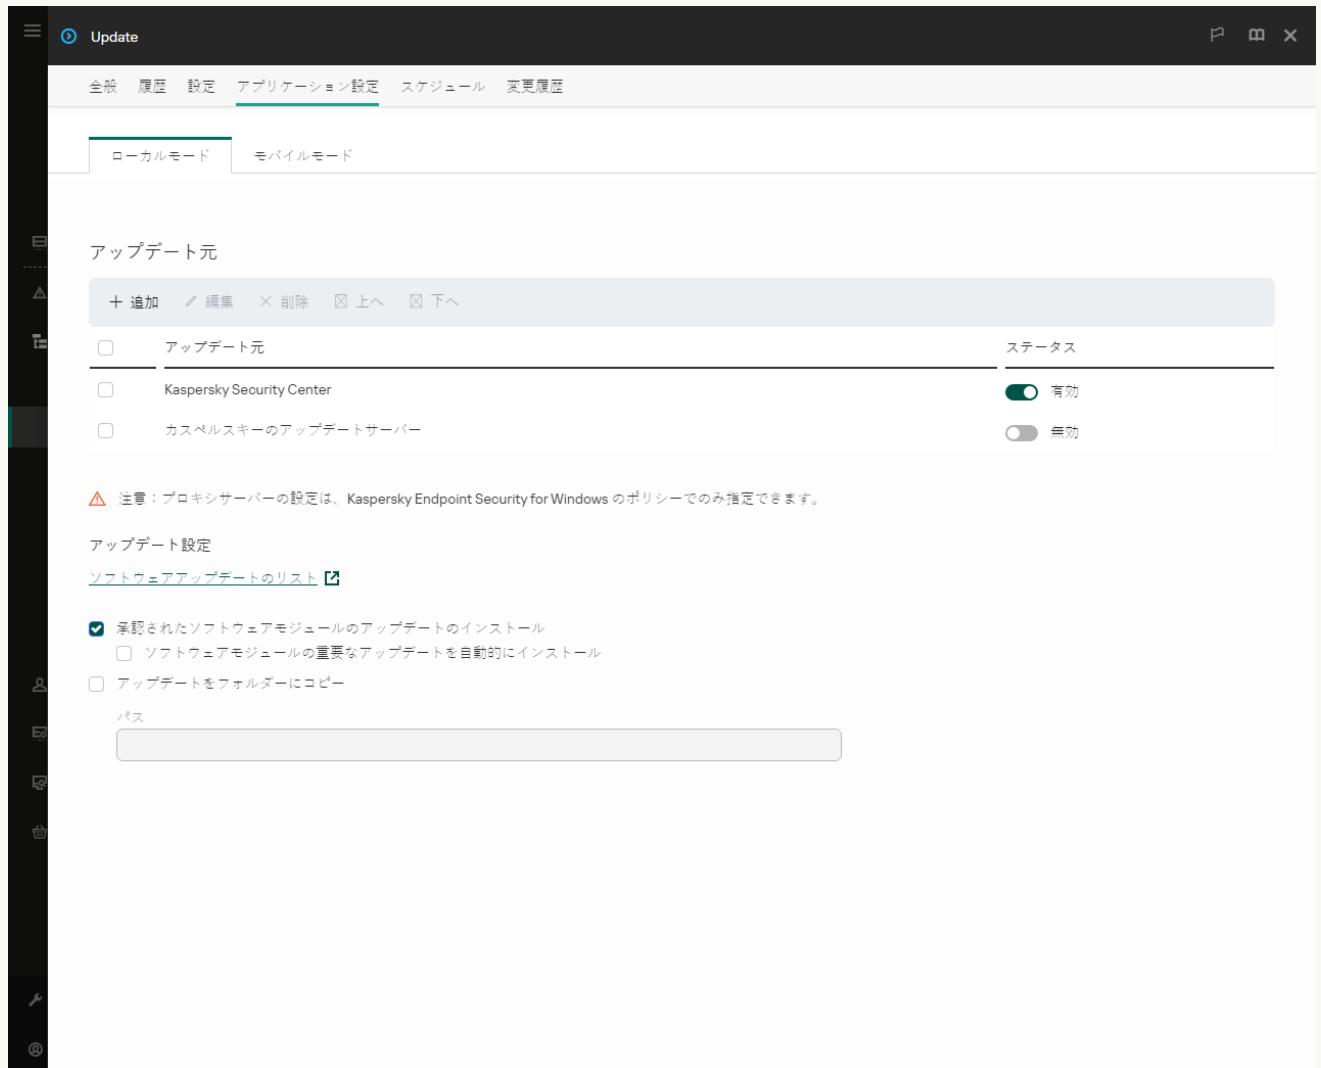 Update
全般 履歴 設定 アプリケーション設定 スケジュール 変更履歴
ローカルモード モバイルモード
アップデート元
追加 編集 削除 上へ 下へ
アップデート元 ステータス
Kaspersky Security Center 有効
カスペルスキーのアップデートサーバー 無効
注意：プロキシサーバーの設定は、Kaspersky Endpoint Security for Windows のポリシーでのみ指定できます。
アップデート設定
ソフトウェアアップデートのリスト
承認されたソフトウェアモジュールのアップデートのインストール
ソフトウェアモジュールの重要なアップデートを自動的にインストール
アップデートをフォルダーにコピー
パス